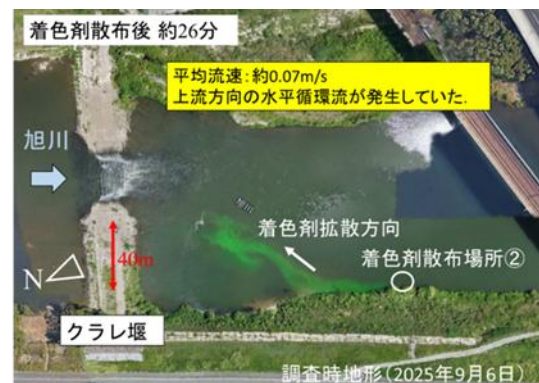 着色剤散布後 約26分
平均流速：約0.07m/s
上流方向の水平循環流が発生していた.
旭川
旭川
着色剤拡散方向
着色剤散布場所②
40m
N
クラレ堰
調査時地形(2025年9月6日)